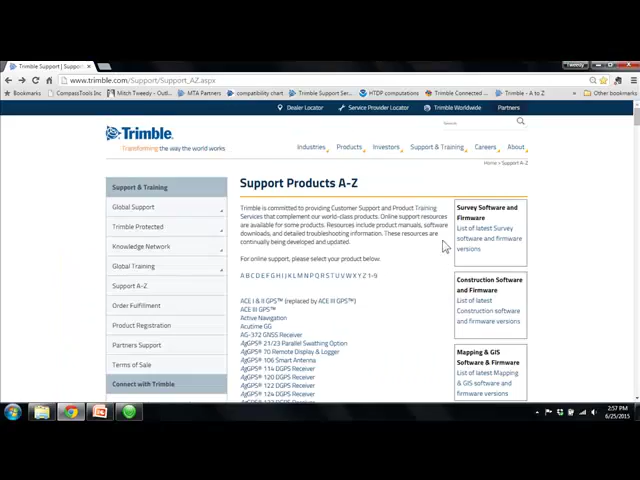 Trimble Support | Support
Tweedy
www.trimble.com/Support/Support_AZ.aspx
Bookmarks
CompassTools Inc
Mitch Tweedy - Outlo
MTA Partners
compatibility chart
Trimble Support Ser...
HTDP computations
Trimble Connected ...
Trimble - A to Z
Other bookmarks
Dealer Locator
Service Provider Locator
Trimble Worldwide
Partners
Search...
Trimble.
Transforming the way the world works
Industries
Products
Investors
Support & Training
Careers
About
Home > Support A-Z
Support & Training
Global Support
Trimble Protected
Knowledge Network
Global Training
Support A-Z
Order Fulfillment
Product Registration
Partners Support
Terms of Sale
Connect with Trimble
Support Products A-Z
Trimble is committed to providing Customer Support and Product Training
Services that complement our world-class products. Online support resources
are available for some products. Resources include product manuals, software
downloads, and detailed troubleshooting information. These resources are
continually being developed and updated.
For online support, please select your product below.
A B C D E F G H I J K L M N P Q R S T U V W X Y Z 1-9
ACE I & II GPS™ (replaced by ACE III GPS™)
ACE III GPS™
Active Navigation
Acutime GG
AG-372 GNSS Receiver
AgGPS® 21/23 Parallel Swathing Option
AgGPS® 70 Remote Display & Logger
AgGPS® 106 Smart Antenna
AgGPS® 114 DGPS Receiver
AgGPS® 120 DGPS Receiver
AgGPS® 122 DGPS Receiver
AgGPS® 124 DGPS Receiver
Survey Software and
Firmware
List of latest Survey
software and firmware
versions
Construction Software
and Firmware
List of latest
Construction software
and firmware versions
Mapping & GIS
Software & Firmware
List of latest Mapping
& GIS software and
firmware versions
2:57 PM
6/25/2015